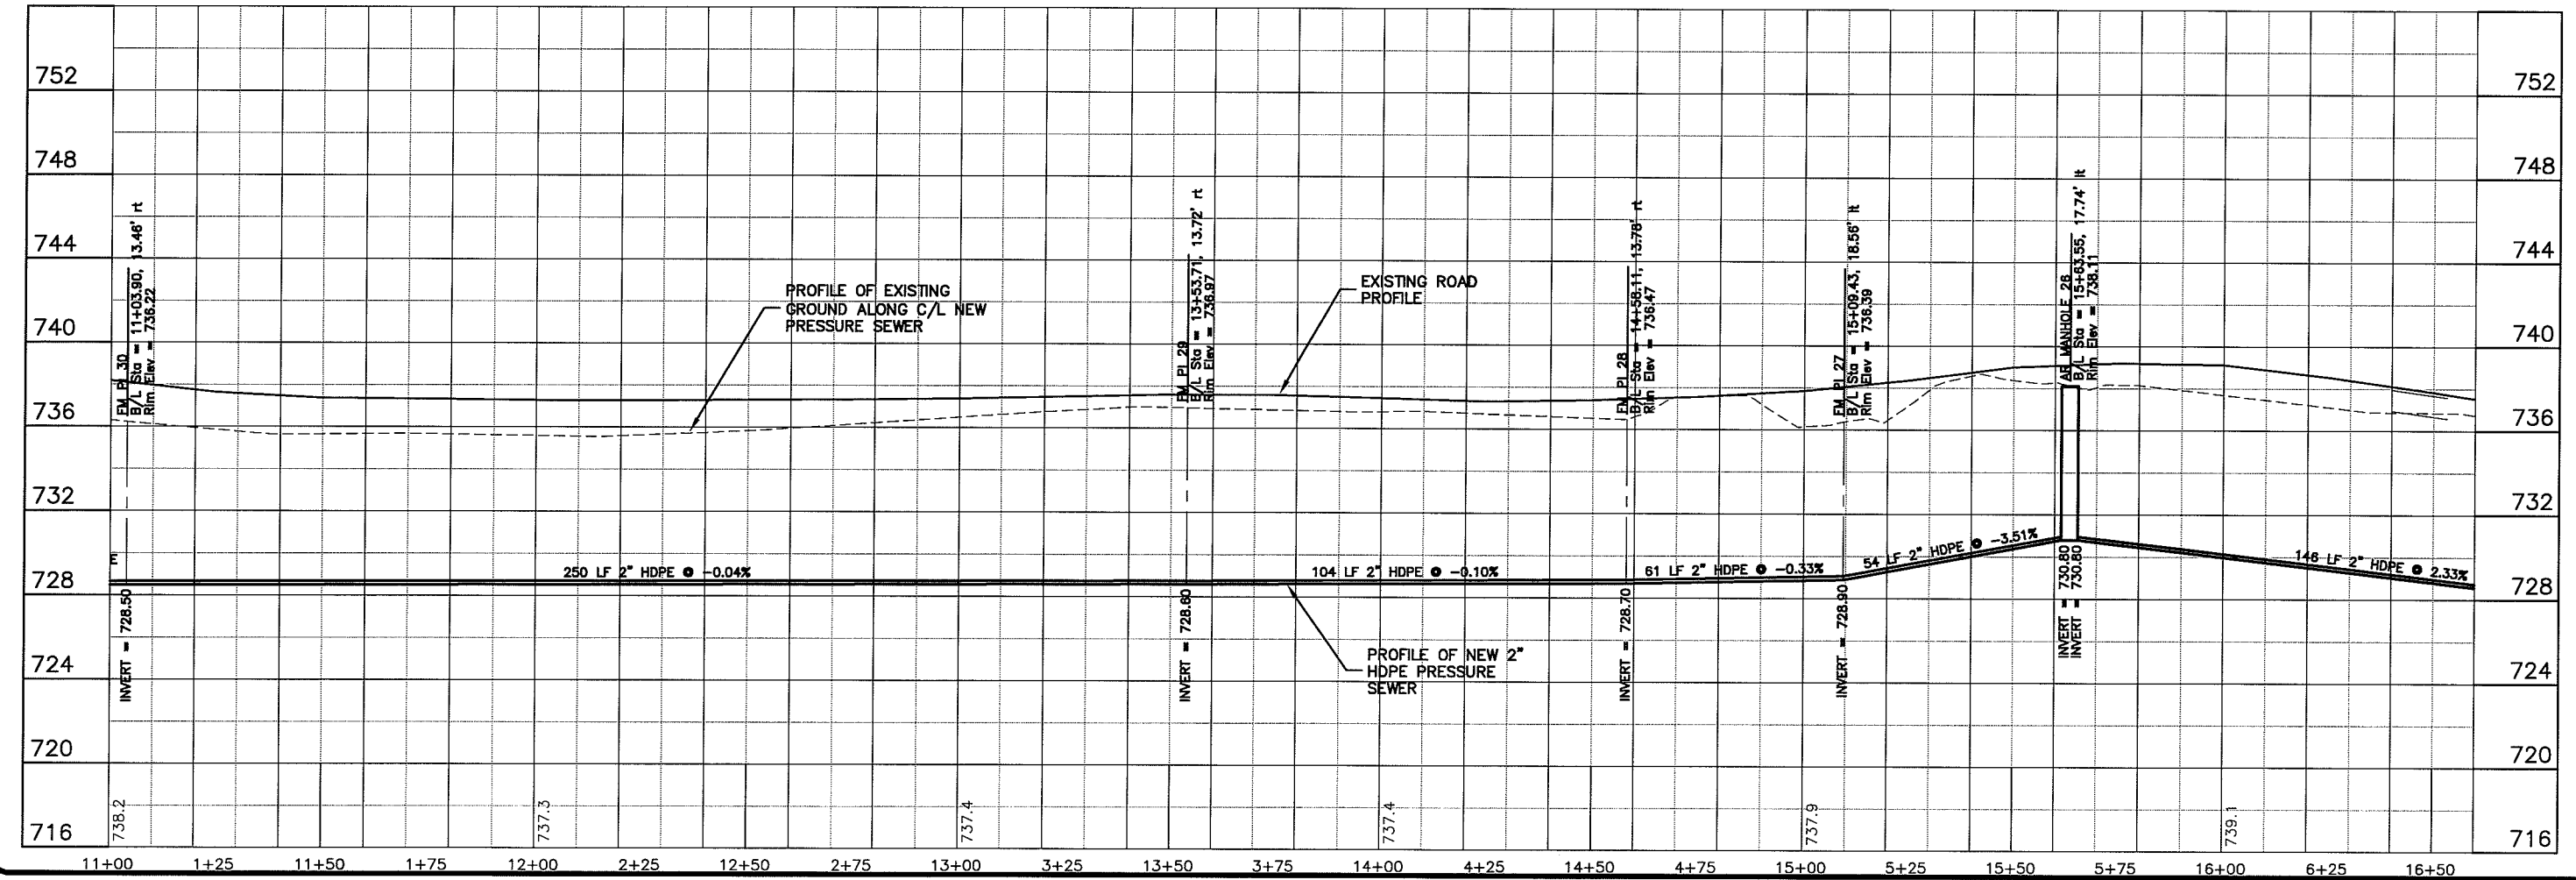 752
752
748
748
744
744
740
740
736
736
732
732
728
728
724
724
720
720
716
716
FM PI 30
B/L Sta = 11+03.90, 13.46' rt
Rim Elev = 736.22
PROFILE OF EXISTING
GROUND ALONG C/L NEW
PRESSURE SEWER
FM PI 29
B/L Sta = 13+53.71, 13.72' rt
Rim Elev = 736.97
EXISTING ROAD
PROFILE
FM PI 28
B/L Sta = 14+58.11, 13.78' rt
Rim Elev = 736.47
FM PI 27
B/L Sta = 15+09.43, 18.56' lt
Rim Elev = 736.39
AR MANHOLE 26
B/L Sta = 15+63.55, 17.74' lt
Rim Elev = 738.11
E
250 LF 2" HDPE @ -0.04%
104 LF 2" HDPE @ -0.10%
61 LF 2" HDPE @ -0.33%
54 LF 2" HDPE @ -3.51%
146 LF 2" HDPE @ 2.33%
INVERT = 728.50
INVERT = 728.60
INVERT = 728.70
INVERT = 728.90
INVERT = 730.80
INVERT = 730.80
PROFILE OF NEW 2"
HDPE PRESSURE
SEWER
738.2
737.3
737.4
737.4
737.9
739.1
11+00 1+25 11+50 1+75 12+00 2+25 12+50 2+75 13+00 3+25 13+50 3+75 14+00 4+25 14+50 4+75 15+00 5+25 15+50 5+75 16+00 6+25 16+50